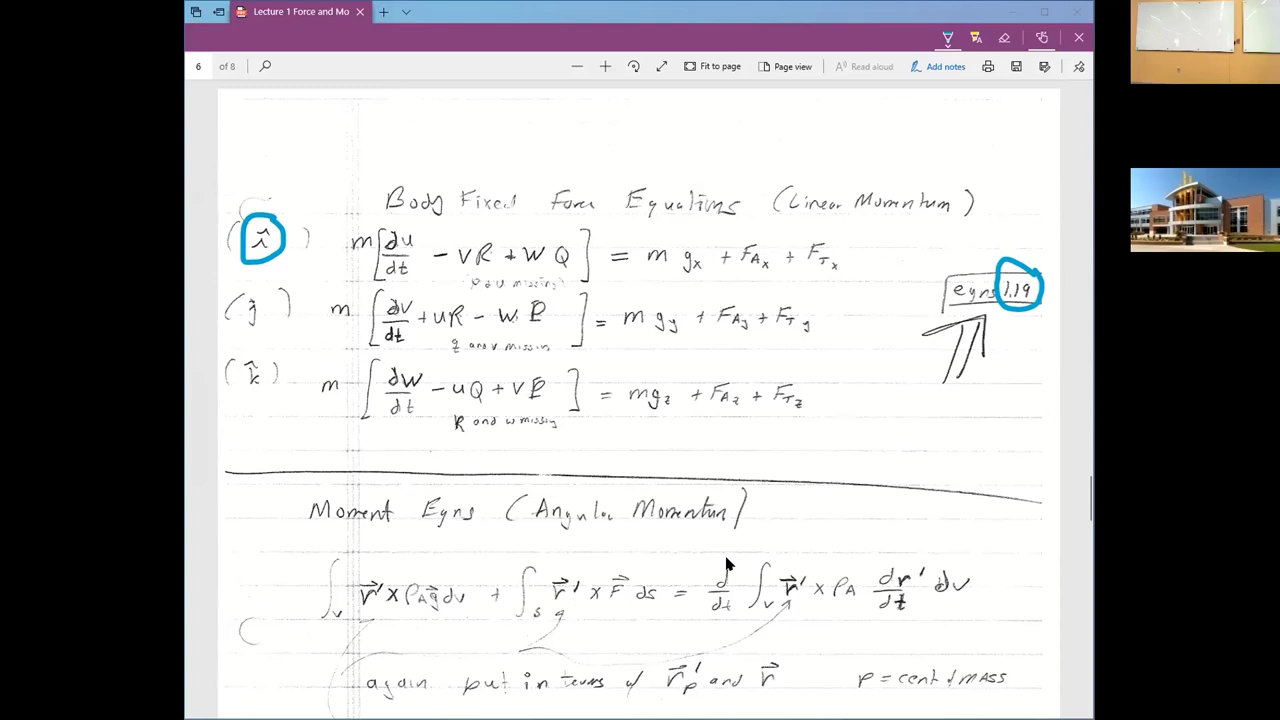 Lecture 1 Force and Mo
6 of 8 Fit to page Page view Read aloud Add notes
Body Fixed Force Equations (Linear Momentum)
(î) m[du/dt - VR + WQ] = m gx + FAx + FTx
eqns 1.19
(ĵ) m[dv/dt + uR - WP] = m gy + FAy + FTy
q and v missin
(k̂) m[dw/dt - uQ + VP] = mgz + FAz + FTz
R and w missing
Moment Eqns (Angular Momentum)
∫v r⃗' × ρA g⃗ dv + ∫s r⃗' × F⃗ ds = d/dt ∫v r⃗' × ρA dr'/dt dv
again put in terms of r⃗p' and r⃗ p = cent of mass